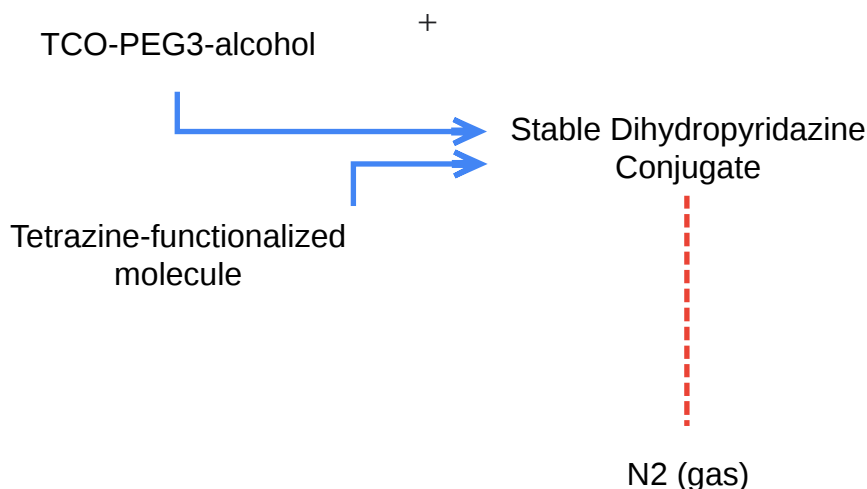 +
TCO-PEG3-alcohol
Stable Dihydropyridazine
Conjugate
Tetrazine-functionalized
molecule
N2 (gas)